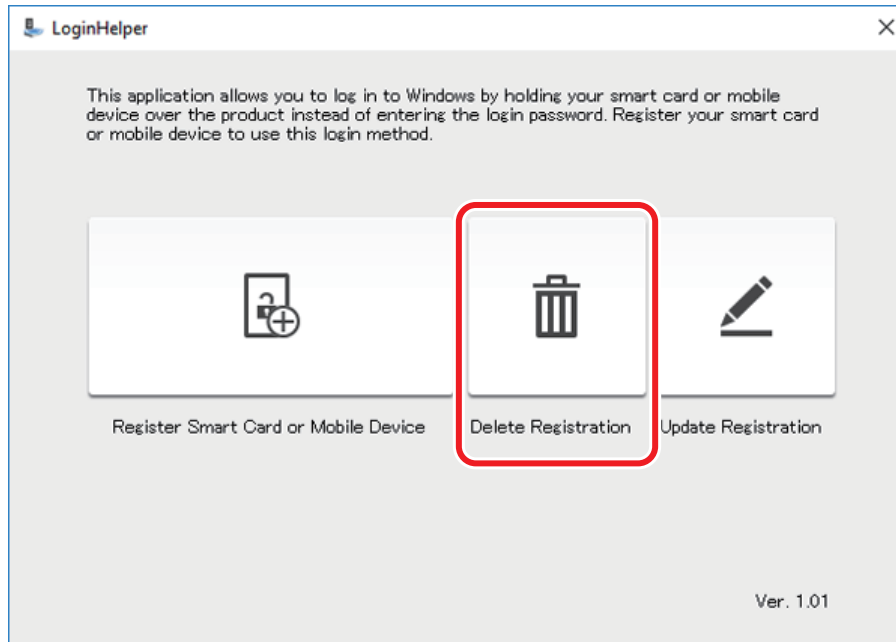 LoginHelper
This application allows you to log in to Windows by holding your smart card or mobile
device over the product instead of entering the login password. Register your smart card
or mobile device to use this login method.
Register Smart Card or Mobile Device
Delete Registration
Update Registration
Ver. 1.01